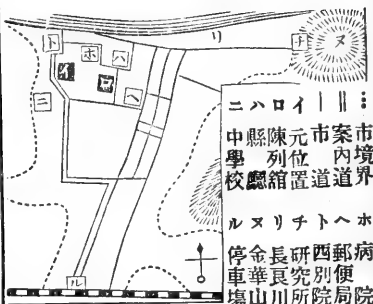 リ
ヌ
チ
ト
ホ
ハ
イ
ロ
ヘ
ニ
ル
市境界
案內道
市道
イ 元位置
ロ 陳列館
ハ 縣廳
ニ 中學校
ホ 病院
ヘ 郵便局
ト 西別院
チ 研究所
リ 長良川
ヌ 金華山
ル 停車塲